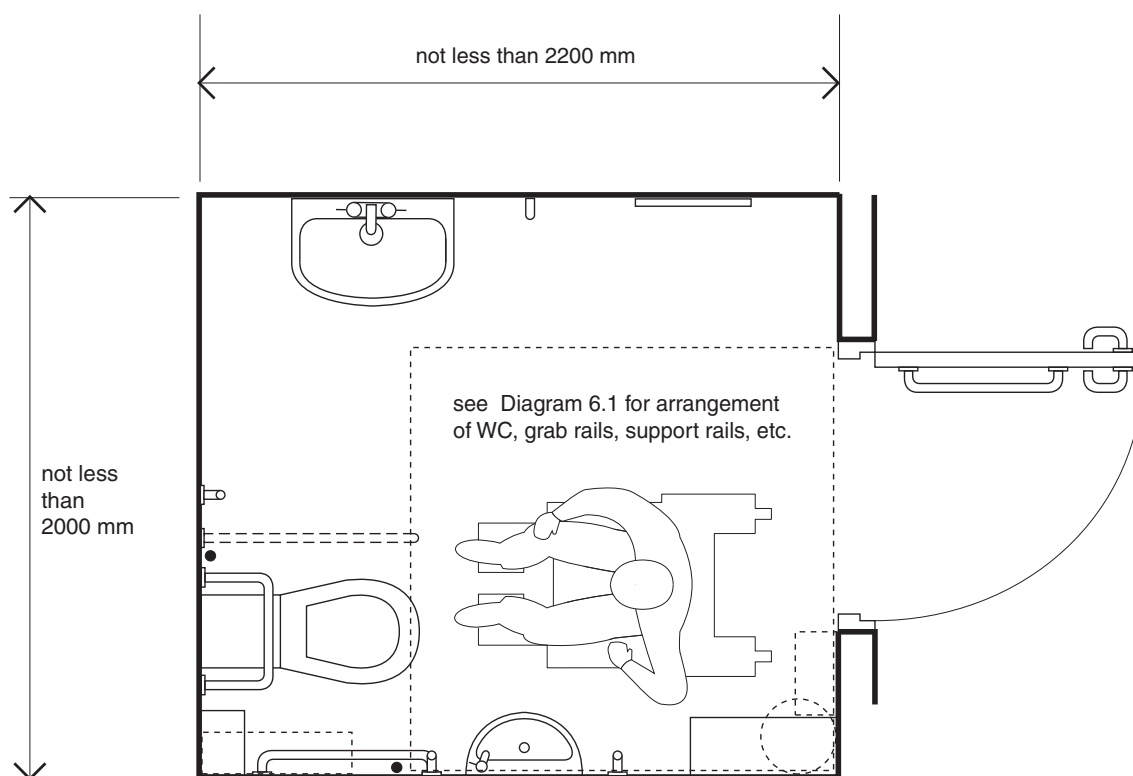 not less than 2200 mm
see Diagram 6.1 for arrangement
of WC, grab rails, support rails, etc.
not less
than
2000 mm